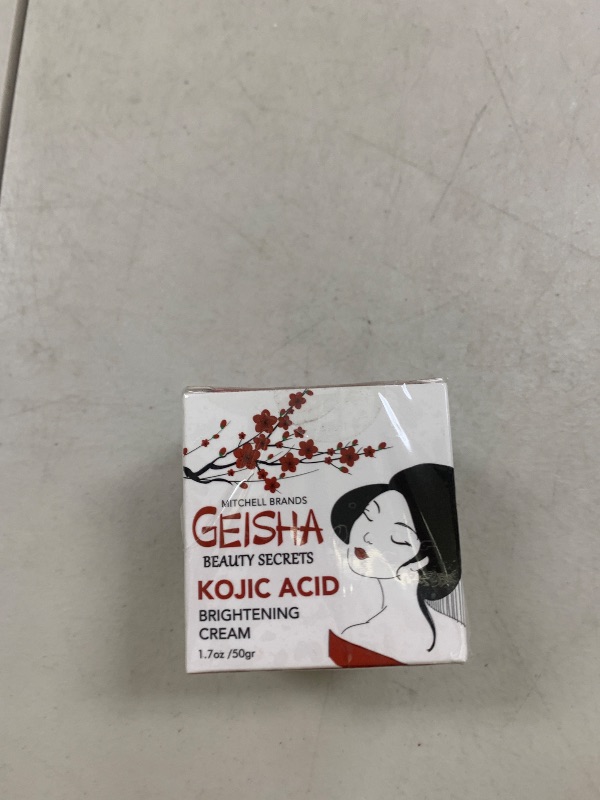 MITCHELL BRANDS
GEISHA
BEAUTY SECRETS
KOJIC ACID
BRIGHTENING
CREAM
1.7oz /50gr